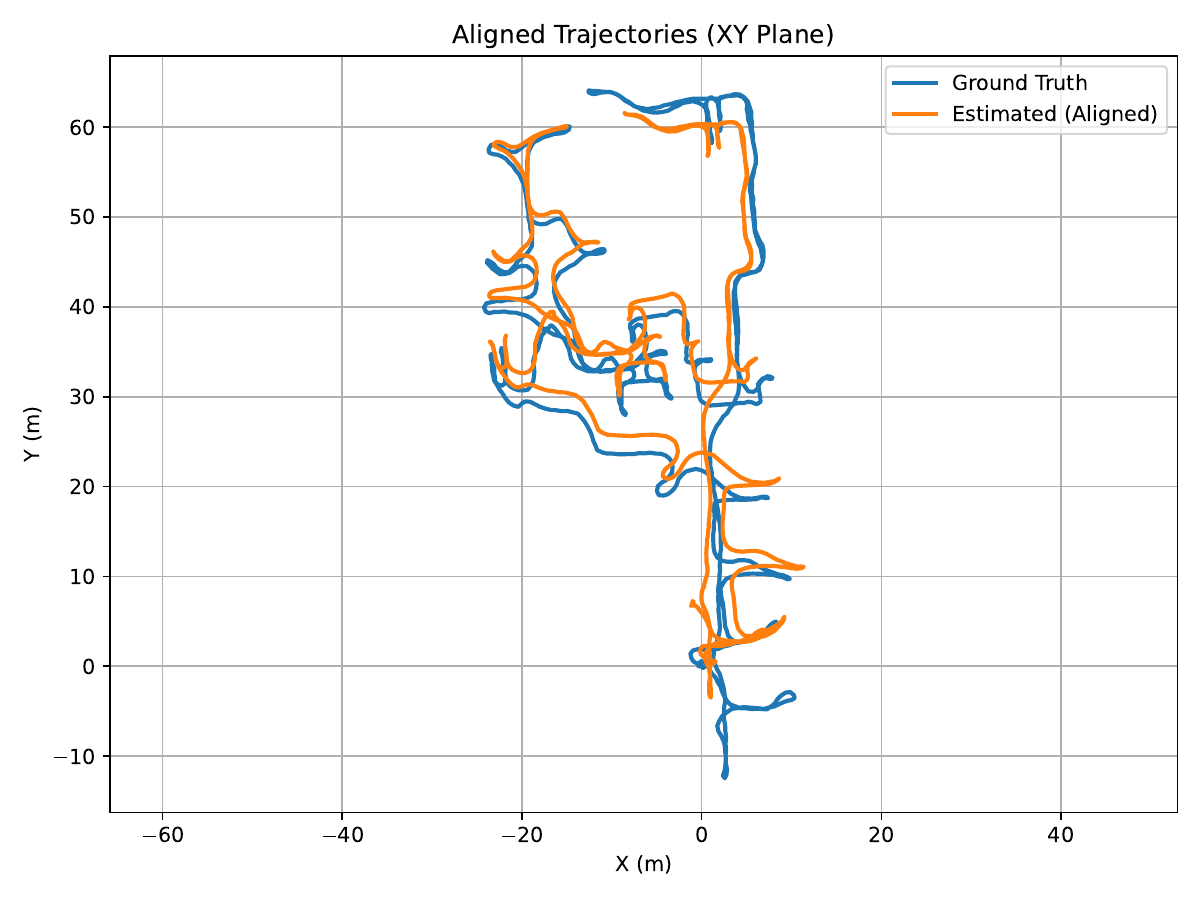 Aligned Trajectories (XY Plane)
Ground Truth
Estimated (Aligned)
60
50
40
30
20
10
0
−10
Y (m)
−60
−40
−20
0
20
40
X (m)